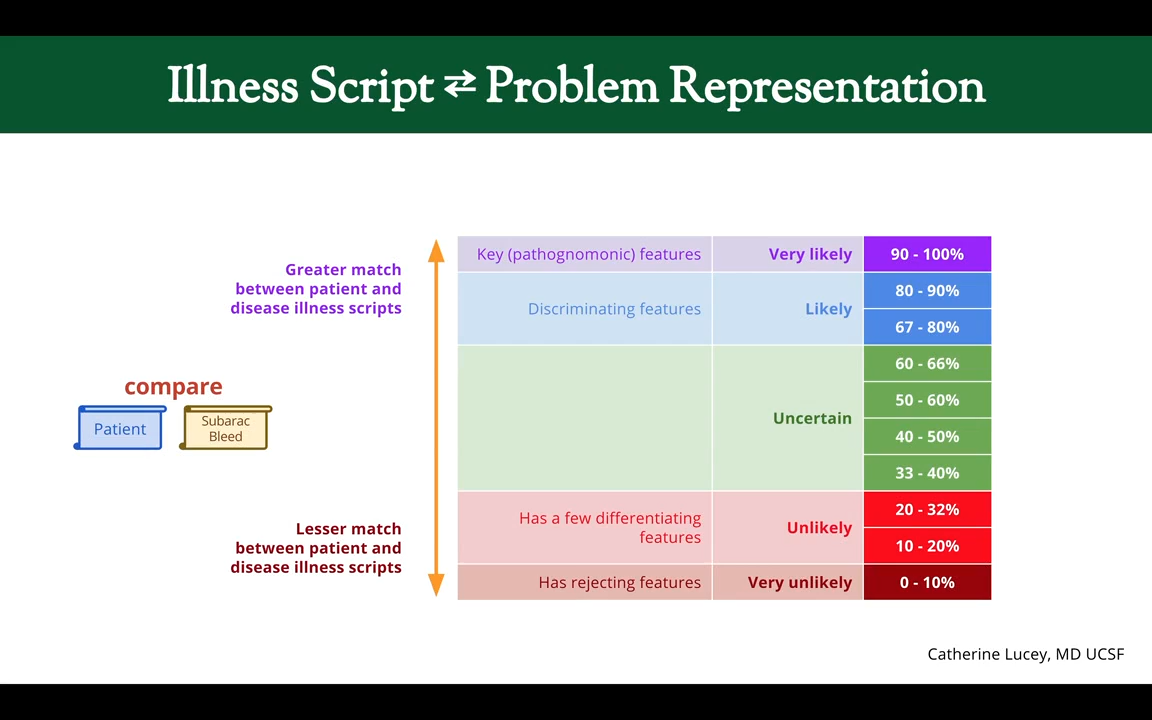 Illness Script ⇄ Problem Representation
Greater match
between patient and
disease illness scripts
compare
Patient
Subarac
Bleed
Lesser match
between patient and
disease illness scripts
Key (pathognomonic) features
Very likely
90 - 100%
Discriminating features
Likely
80 - 90%
67 - 80%
Uncertain
60 - 66%
50 - 60%
40 - 50%
33 - 40%
Has a few differentiating
features
Unlikely
20 - 32%
10 - 20%
Has rejecting features
Very unlikely
0 - 10%
Catherine Lucey, MD UCSF